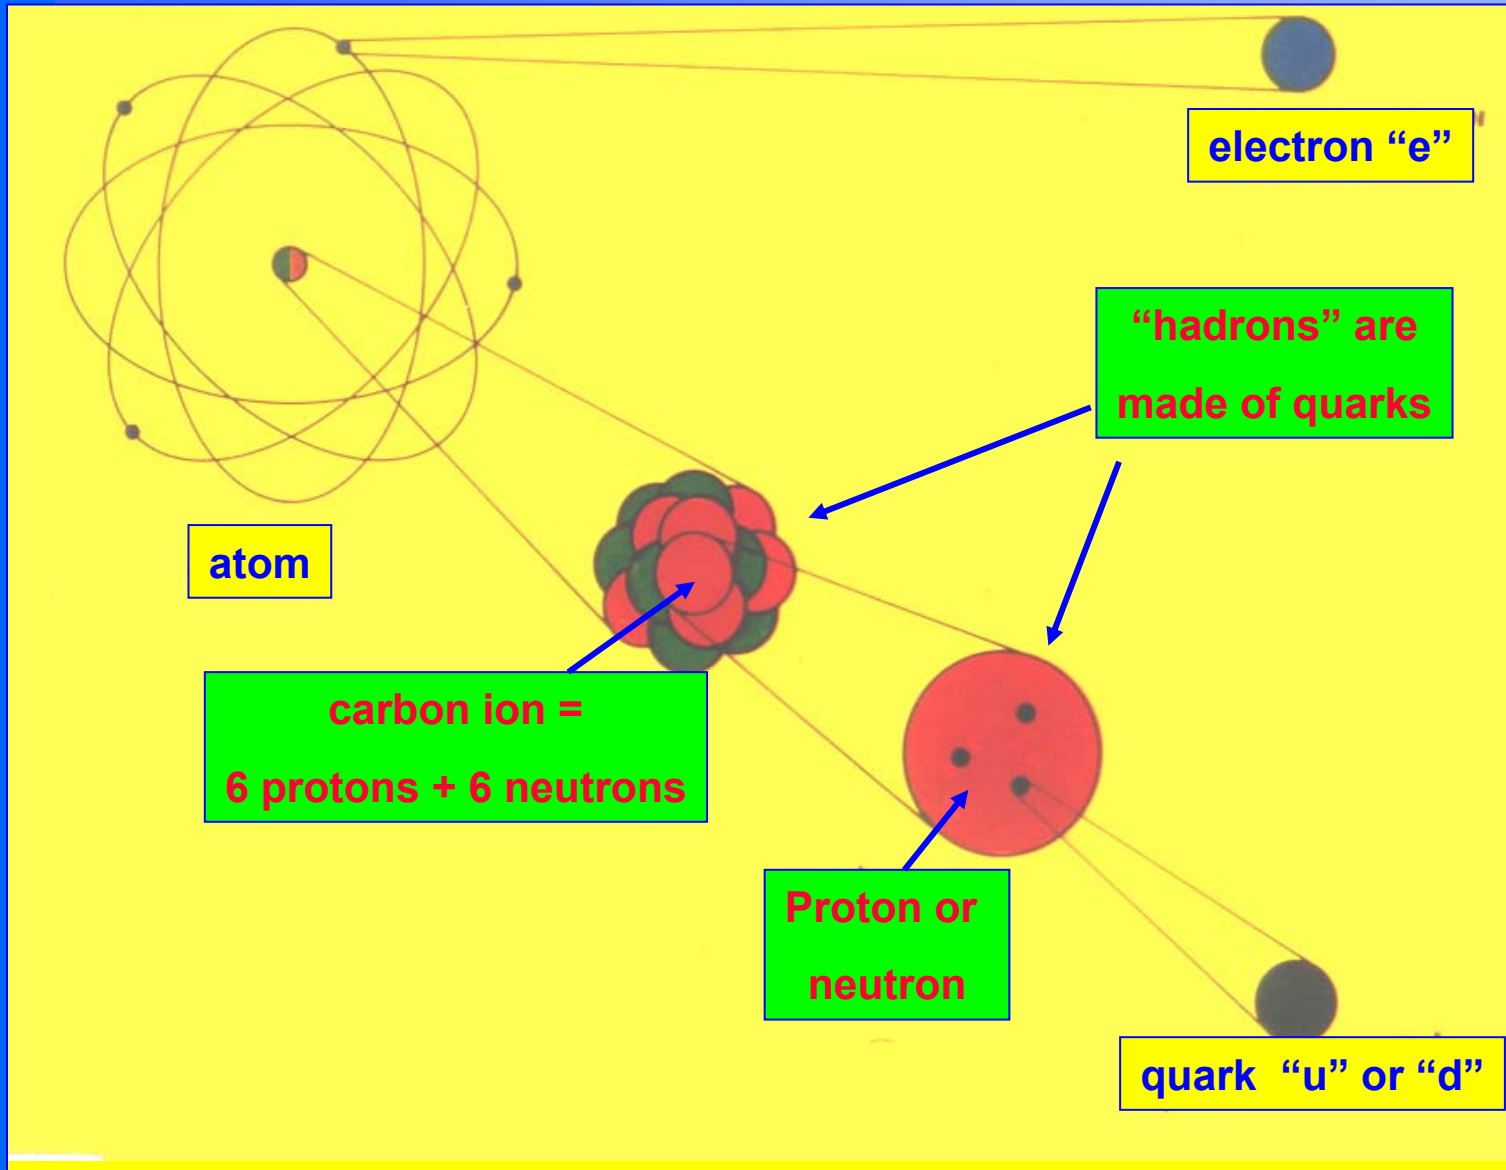 electron “e”
“hadrons” are
made of quarks
atom
carbon ion =
6 protons + 6 neutrons
Proton or
neutron
quark “u” or “d”